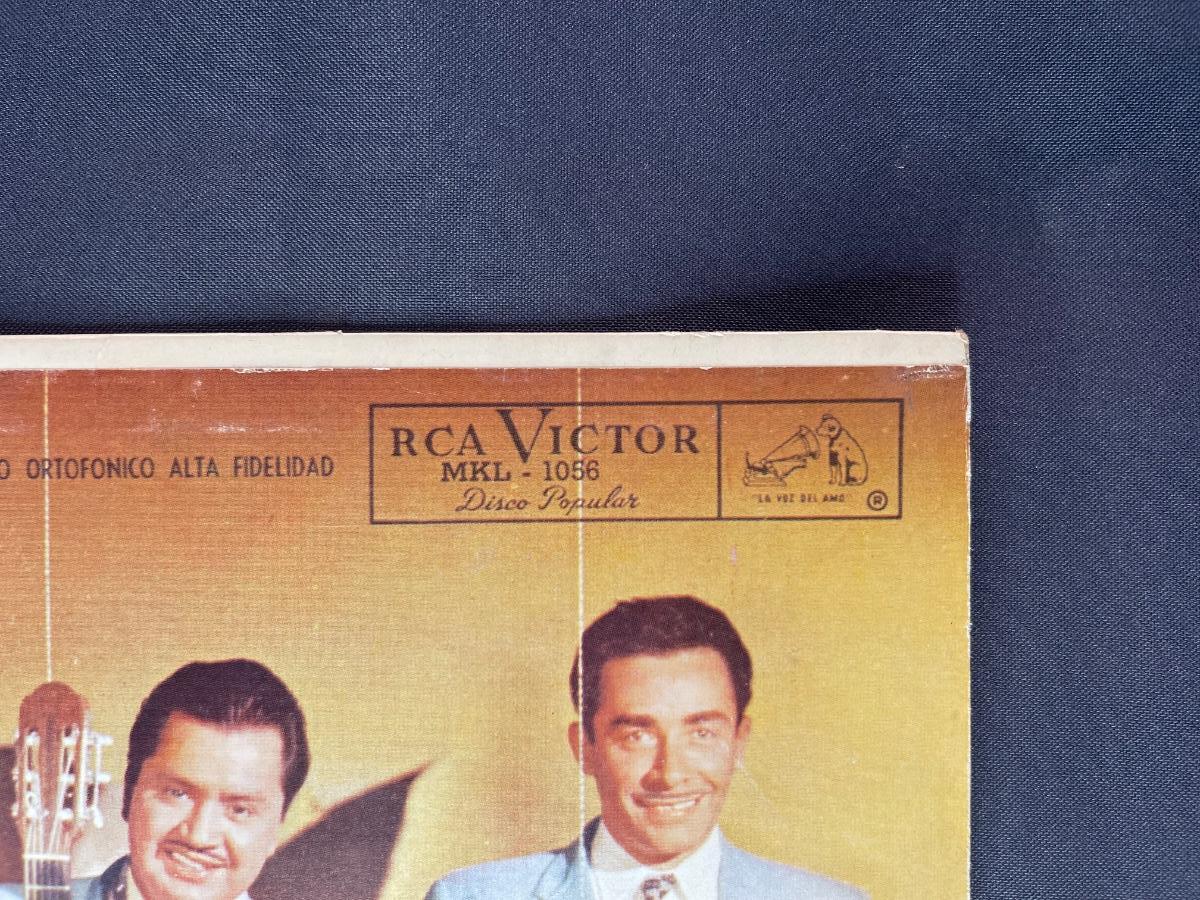 O ORTOFONICO ALTA FIDELIDAD
RCA VICTOR
MKL - 1056
Disco Popular
"LA VOZ DEL AMO"
®